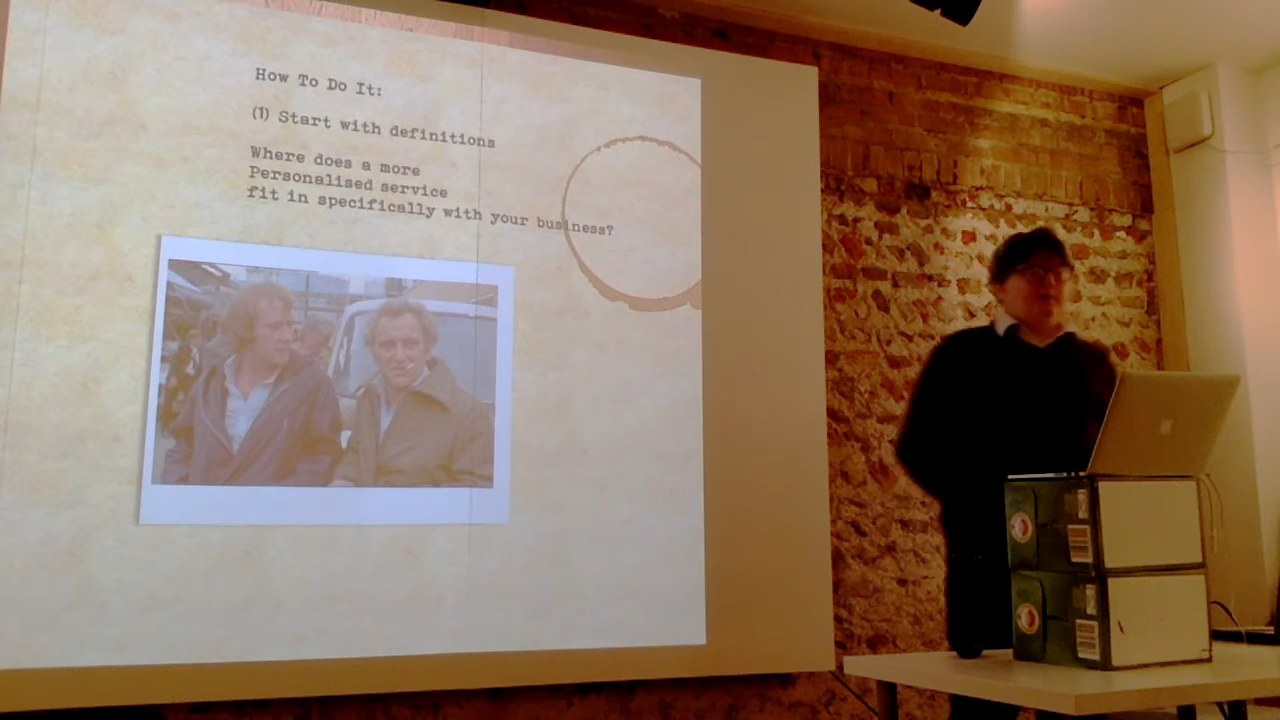 How To Do It:
(1) Start with definitions
Where does a more
Personalised service
fit in specifically with your business?